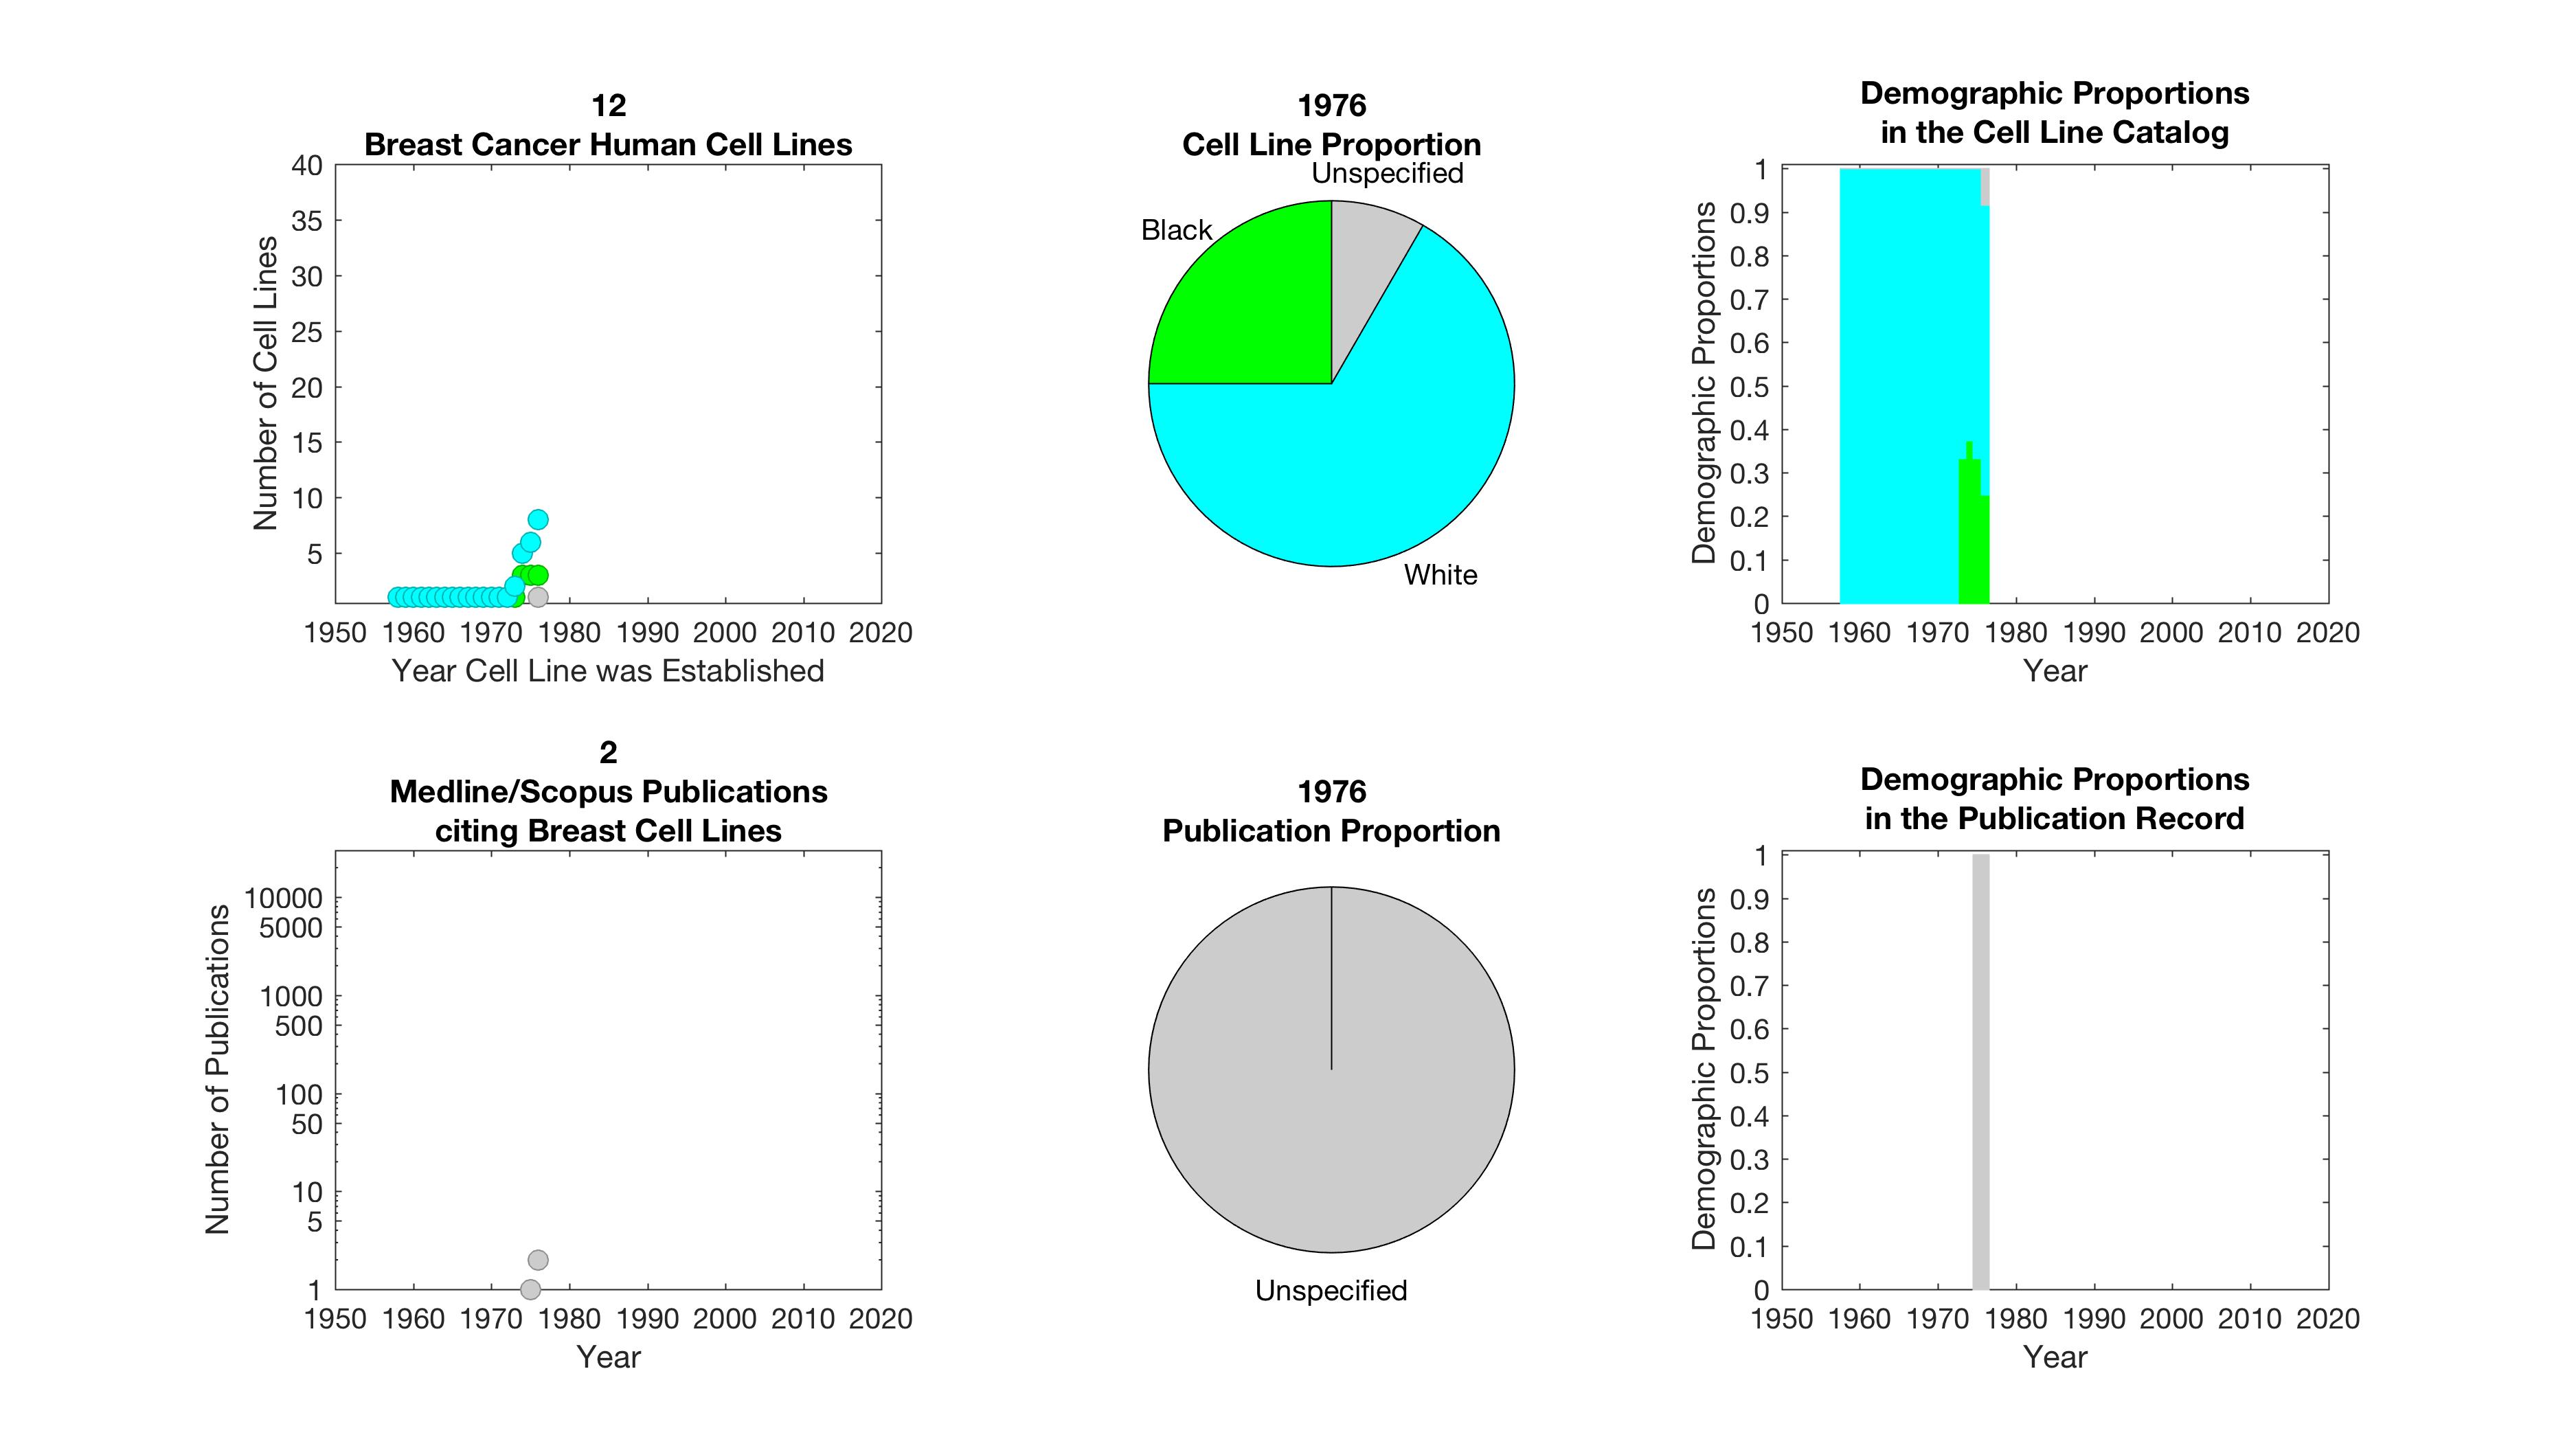 12
Breast Cancer Human Cell Lines
40
35
30
25
20
15
10
5
Number of Cell Lines
1950 1960 1970 1980 1990 2000 2010 2020
Year Cell Line was Established
1976
Cell Line Proportion
Unspecified
Black
White
Demographic Proportions
in the Cell Line Catalog
1
0.9
0.8
0.7
0.6
0.5
0.4
0.3
0.2
0.1
0
Demographic Proportions
1950 1960 1970 1980 1990 2000 2010 2020
Year
2
Medline/Scopus Publications
citing Breast Cell Lines
10000
5000
1000
500
100
50
10
5
1
Number of Publications
1950 1960 1970 1980 1990 2000 2010 2020
Year
1976
Publication Proportion
Unspecified
Demographic Proportions
in the Publication Record
1
0.9
0.8
0.7
0.6
0.5
0.4
0.3
0.2
0.1
0
Demographic Proportions
1950 1960 1970 1980 1990 2000 2010 2020
Year